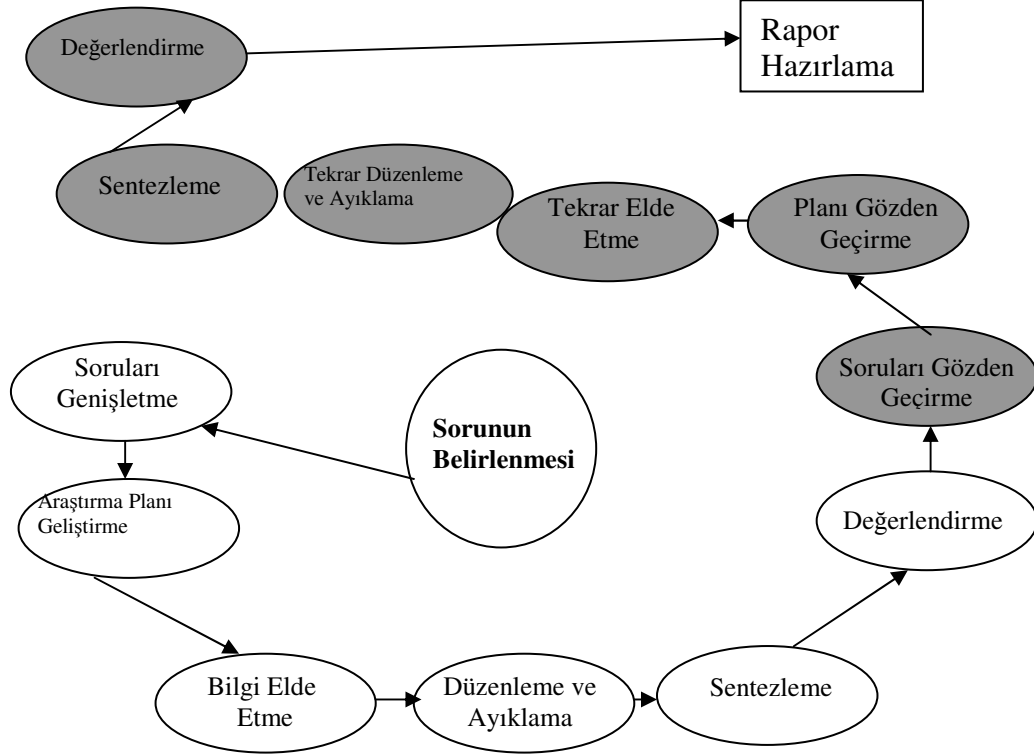 Değerlendirme
Rapor
Hazırlama
Sentezleme
Tekrar Düzenleme
ve Ayıklama
Tekrar Elde
Etme
Planı Gözden
Geçirme
Soruları
Genişletme
Sorunun
Belirlenmesi
Soruları Gözden
Geçirme
Araştırma Planı
Geliştirme
Değerlendirme
Bilgi Elde
Etme
Düzenleme ve
Ayıklama
Sentezleme